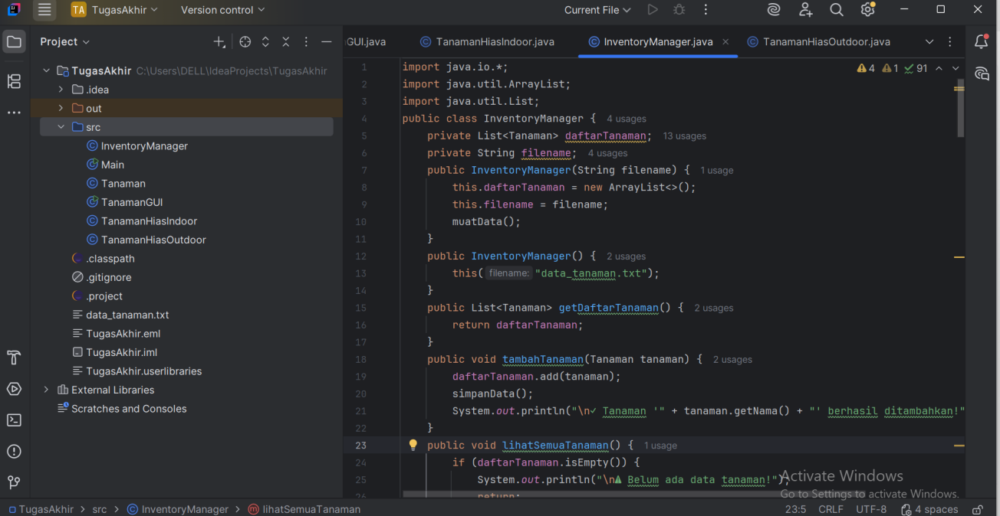 TA TugasAkhir Version control Current File
Project
GUI.java TanamanHiasIndoor.java InventoryManager.java TanamanHiasOutdoor.java
TugasAkhir C:\Users\DELL\IdeaProjects\TugasAkhir
.idea
out
src
InventoryManager
Main
Tanaman
TanamanGUI
TanamanHiasIndoor
TanamanHiasOutdoor
.classpath
.gitignore
.project
data_tanaman.txt
TugasAkhir.eml
TugasAkhir.iml
TugasAkhir.userlibraries
External Libraries
Scratches and Consoles
4 1 91
1 import java.io.*;
2 import java.util.ArrayList;
3 import java.util.List;
4 public class InventoryManager { 4 usages
5 private List<Tanaman> daftarTanaman; 13 usages
6 private String filename; 4 usages
7 public InventoryManager(String filename) { 1 usage
8 this.daftarTanaman = new ArrayList<>();
9 this.filename = filename;
10 muatData();
11 }
12 public InventoryManager() { 2 usages
13 this( filename: "data_tanaman.txt");
14 }
15 public List<Tanaman> getDaftarTanaman() { 2 usages
16 return daftarTanaman;
17 }
18 public void tambahTanaman(Tanaman tanaman) { 2 usages
19 daftarTanaman.add(tanaman);
20 simpanData();
21 System.out.println("\n✓ Tanaman '" + tanaman.getNama() + "' berhasil ditambahkan!"
22 }
23 public void lihatSemuaTanaman() { 1 usage
24 if (daftarTanaman.isEmpty()) {
25 System.out.println("\n⚠ Belum ada data tanaman!");
26 return;
Activate Windows
Go to Settings to activate Windows.
TugasAkhir > src > InventoryManager > lihatSemuaTanaman 23:5 CRLF UTF-8 4 spaces